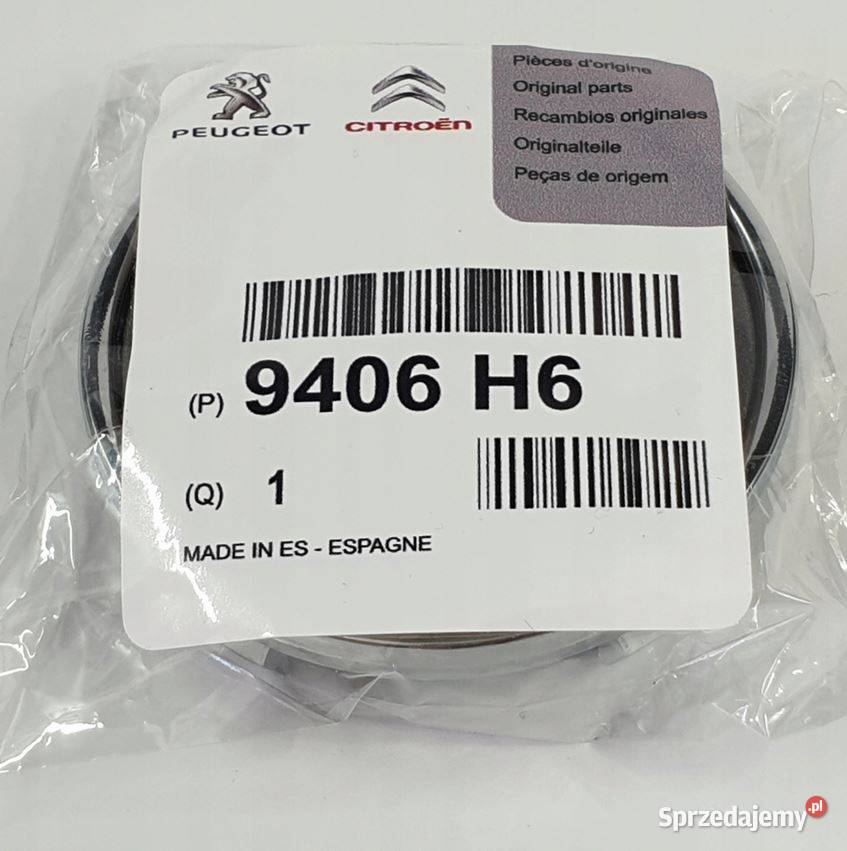 PEUGEOT
CITROËN
Pièces d'origine
Original parts
Recambios originales
Originalteile
Peças de origem
(P) 9406 H6
(Q) 1
MADE IN ES - ESPAGNE
Sprzedajemy.pl